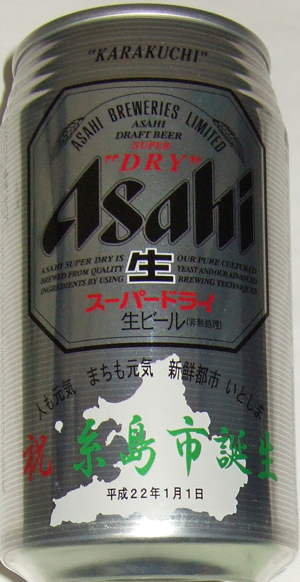 "KARAKUCHI"
ASAHI BREWERIES LIMITED
ASAHI
DRAFT BEER
SUPER
"DRY"
Asahi
ASAHI SUPER DRY IS
BREWED FROM QUALITY
INGREDIENTS BY USING
生
OUR PURE CULTURED
YEAST AND OUR ADVANCED
BREWING TECHNIQUES
スーパードライ
生ビール(非熱処理)
人も元気 まちも元気 新鮮都市 いとしま
祝 糸島市誕生
平成22年1月1日